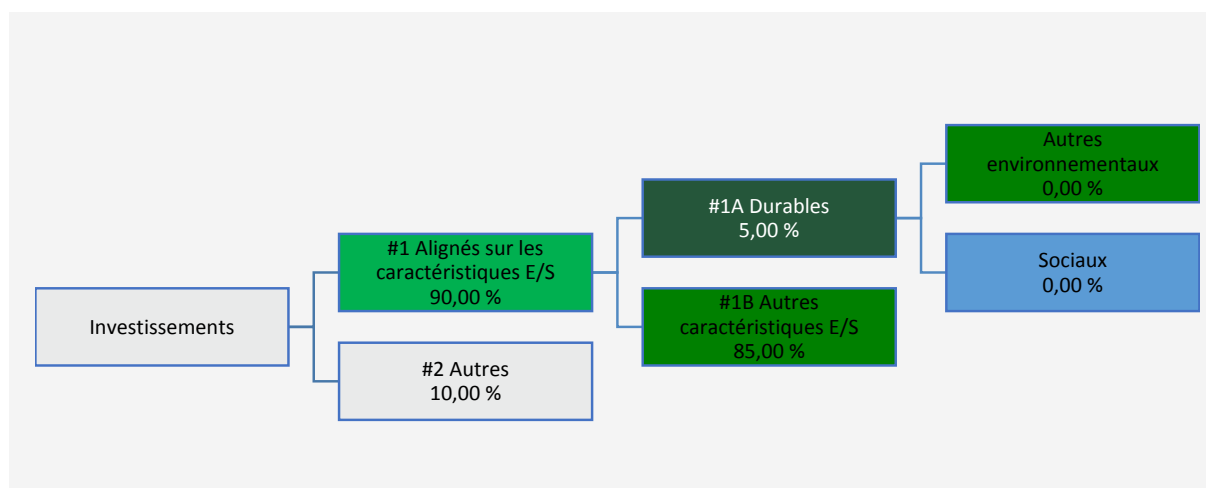 Investissements
#1 Alignés sur les
caractéristiques E/S
90,00 %
#2 Autres
10,00 %
#1A Durables
5,00 %
#1B Autres
caractéristiques E/S
85,00 %
Autres
environnementaux
0,00 %
Sociaux
0,00 %